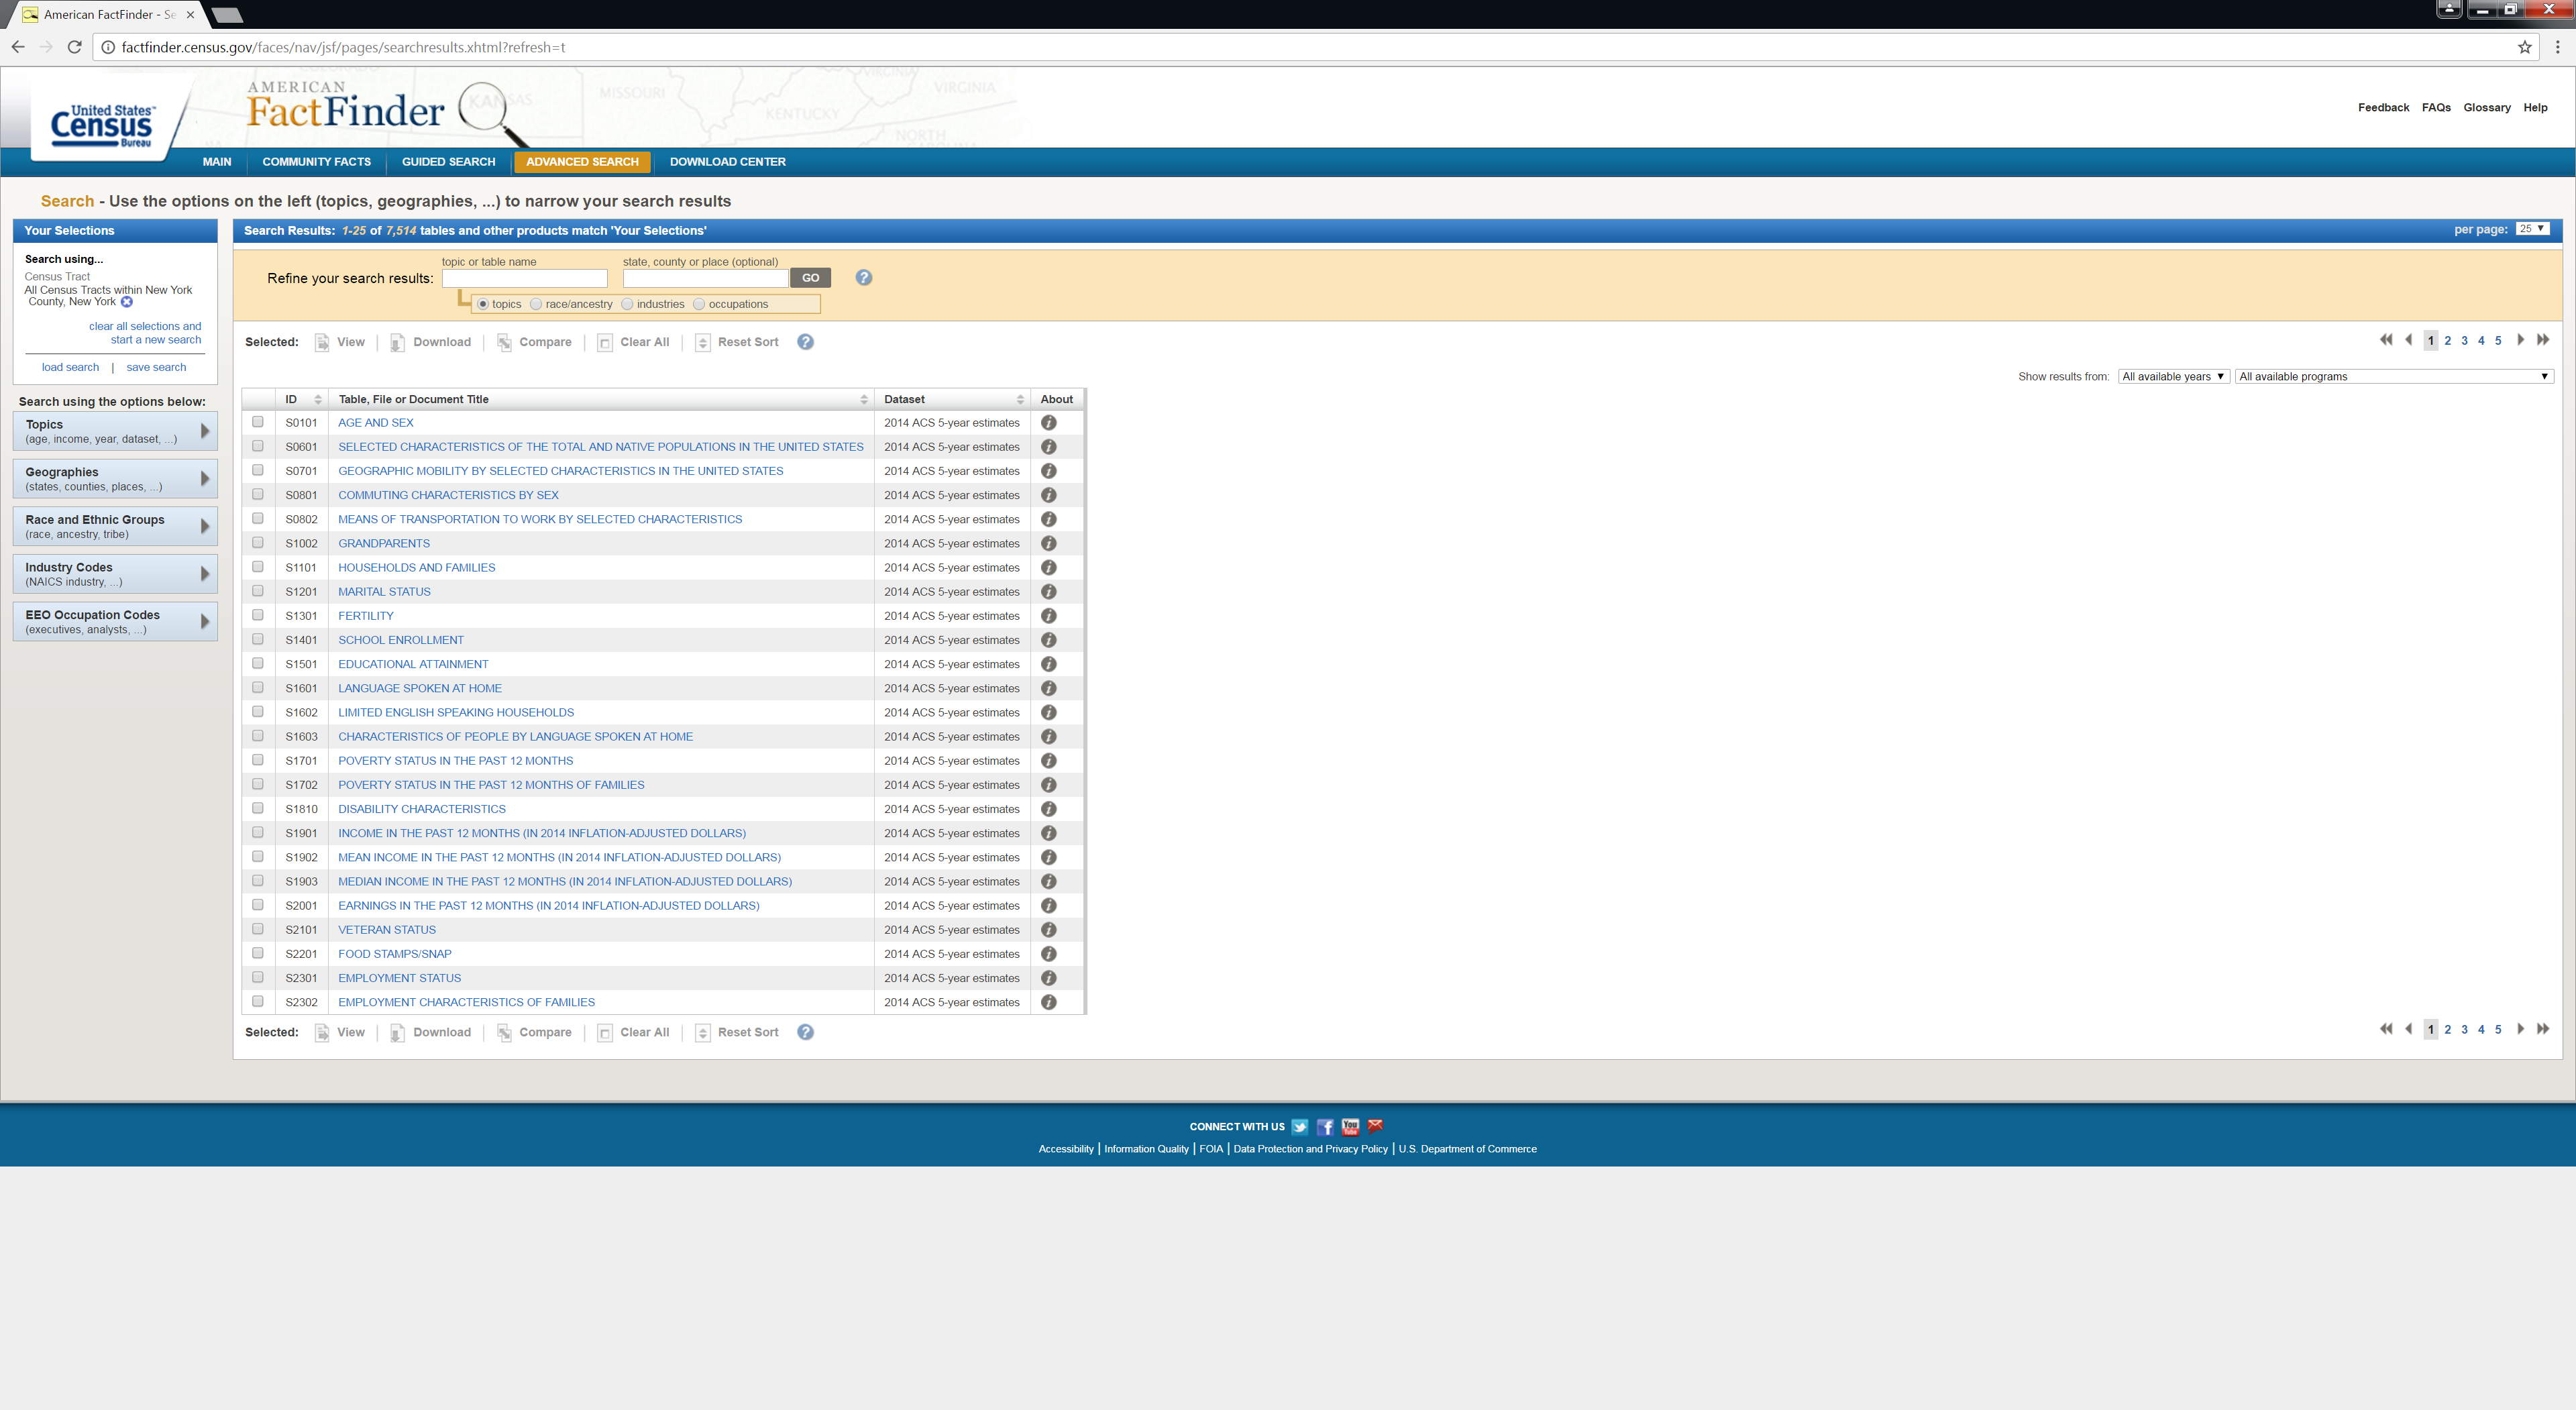 American FactFinder - Se
factfinder.census.gov/faces/nav/jsf/pages/searchresults.xhtml?refresh=t
United States™
Census
Bureau
AMERICAN
FactFinder
KANSAS
MISSOURI
KENTUCKY
VIRGINIA
VIRGINIA
NORTH
Feedback FAQs Glossary Help
MAIN COMMUNITY FACTS GUIDED SEARCH ADVANCED SEARCH DOWNLOAD CENTER
Search - Use the options on the left (topics, geographies, ...) to narrow your search results
Your Selections
Search using...
Census Tract
All Census Tracts within New York
County, New York
clear all selections and
start a new search
load search | save search
Search using the options below:
Topics
(age, income, year, dataset, ...)
Geographies
(states, counties, places, ...)
Race and Ethnic Groups
(race, ancestry, tribe)
Industry Codes
(NAICS industry, ...)
EEO Occupation Codes
(executives, analysts, ...)
Search Results: 1-25 of 7,514 tables and other products match 'Your Selections'
per page: 25
topic or table name state, county or place (optional)
Refine your search results: GO ?
topics race/ancestry industries occupations
Selected: View | Download | Compare | Clear All | Reset Sort ?
1 2 3 4 5
Show results from: All available years All available programs
ID Table, File or Document Title Dataset About
S0101 AGE AND SEX 2014 ACS 5-year estimates i
S0601 SELECTED CHARACTERISTICS OF THE TOTAL AND NATIVE POPULATIONS IN THE UNITED STATES 2014 ACS 5-year estimates i
S0701 GEOGRAPHIC MOBILITY BY SELECTED CHARACTERISTICS IN THE UNITED STATES 2014 ACS 5-year estimates i
S0801 COMMUTING CHARACTERISTICS BY SEX 2014 ACS 5-year estimates i
S0802 MEANS OF TRANSPORTATION TO WORK BY SELECTED CHARACTERISTICS 2014 ACS 5-year estimates i
S1002 GRANDPARENTS 2014 ACS 5-year estimates i
S1101 HOUSEHOLDS AND FAMILIES 2014 ACS 5-year estimates i
S1201 MARITAL STATUS 2014 ACS 5-year estimates i
S1301 FERTILITY 2014 ACS 5-year estimates i
S1401 SCHOOL ENROLLMENT 2014 ACS 5-year estimates i
S1501 EDUCATIONAL ATTAINMENT 2014 ACS 5-year estimates i
S1601 LANGUAGE SPOKEN AT HOME 2014 ACS 5-year estimates i
S1602 LIMITED ENGLISH SPEAKING HOUSEHOLDS 2014 ACS 5-year estimates i
S1603 CHARACTERISTICS OF PEOPLE BY LANGUAGE SPOKEN AT HOME 2014 ACS 5-year estimates i
S1701 POVERTY STATUS IN THE PAST 12 MONTHS 2014 ACS 5-year estimates i
S1702 POVERTY STATUS IN THE PAST 12 MONTHS OF FAMILIES 2014 ACS 5-year estimates i
S1810 DISABILITY CHARACTERISTICS 2014 ACS 5-year estimates i
S1901 INCOME IN THE PAST 12 MONTHS (IN 2014 INFLATION-ADJUSTED DOLLARS) 2014 ACS 5-year estimates i
S1902 MEAN INCOME IN THE PAST 12 MONTHS (IN 2014 INFLATION-ADJUSTED DOLLARS) 2014 ACS 5-year estimates i
S1903 MEDIAN INCOME IN THE PAST 12 MONTHS (IN 2014 INFLATION-ADJUSTED DOLLARS) 2014 ACS 5-year estimates i
S2001 EARNINGS IN THE PAST 12 MONTHS (IN 2014 INFLATION-ADJUSTED DOLLARS) 2014 ACS 5-year estimates i
S2101 VETERAN STATUS 2014 ACS 5-year estimates i
S2201 FOOD STAMPS/SNAP 2014 ACS 5-year estimates i
S2301 EMPLOYMENT STATUS 2014 ACS 5-year estimates i
S2302 EMPLOYMENT CHARACTERISTICS OF FAMILIES 2014 ACS 5-year estimates i
Selected: View | Download | Compare | Clear All | Reset Sort ?
1 2 3 4 5
CONNECT WITH US f You Tube
Accessibility | Information Quality | FOIA | Data Protection and Privacy Policy | U.S. Department of Commerce